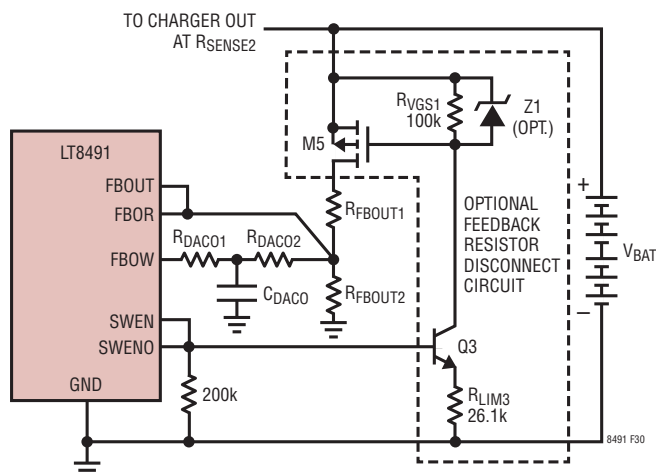 TO CHARGER OUT
AT RSENSE2
RVGS1
100k
Z1
(OPT.)
M5
LT8491
FBOUT
FBOR
FBOW
SWEN
SWENO
GND
RDACO1
RDACO2
CDACO
RFBOUT1
RFBOUT2
OPTIONAL
FEEDBACK
RESISTOR
DISCONNECT
CIRCUIT
+
VBAT
–
Q3
200k
RLIM3
26.1k
8491 F30